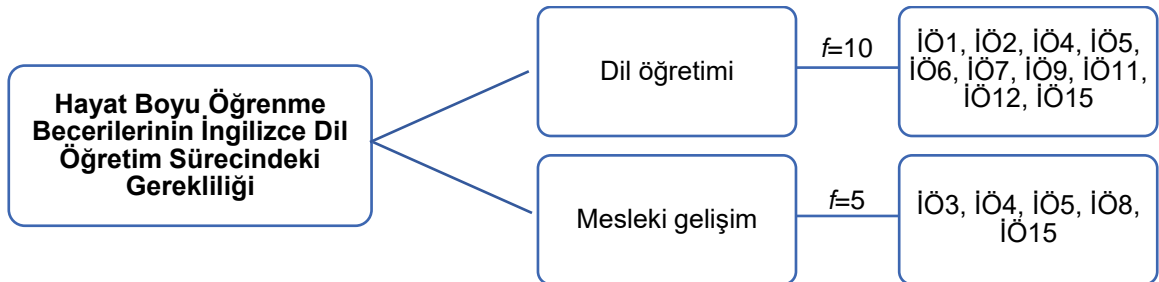 Hayat Boyu Öğrenme
Becerilerinin İngilizce Dil
Öğretim Sürecindeki
Gerekliliği
Dil öğretimi
f=10
İÖ1, İÖ2, İÖ4, İÖ5,
İÖ6, İÖ7, İÖ9, İÖ11,
İÖ12, İÖ15
Mesleki gelişim
f=5
İÖ3, İÖ4, İÖ5, İÖ8,
İÖ15